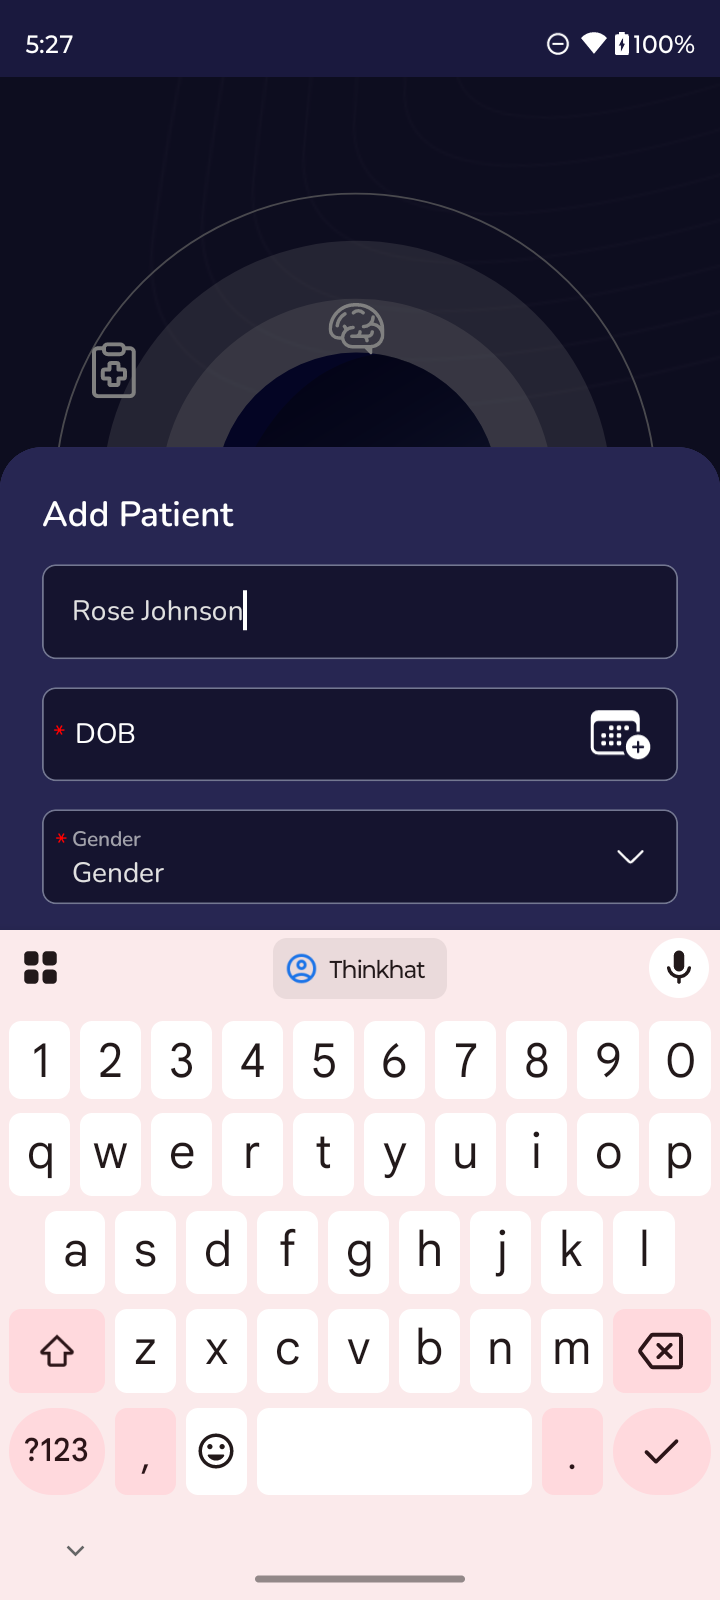 5:27
100%
Add Patient
Rose Johnson
* DOB
* Gender
Gender
Thinkhat
1 2 3 4 5 6 7 8 9 0
q w e r t y u i o p
a s d f g h j k l
z x c v b n m
?123 , .